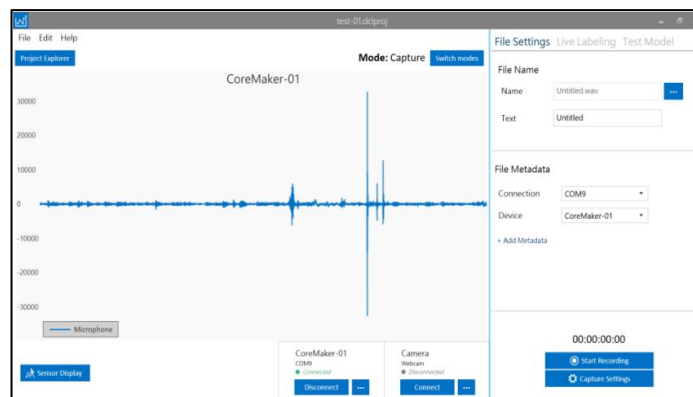 test-01.dclproj
File Edit Help
Project Explorer
Mode: Capture
Switch modes
CoreMaker-01
30000
20000
10000
0
-10000
-20000
-30000
Microphone
Sensor Display
CoreMaker-01
COM9
Connected
Disconnect
...
Camera
Webcam
Disconnected
Connect
...
File Settings Live Labeling Test Model
File Name
Name Untitled.wav ...
Text Untitled
File Metadata
Connection COM9
Device CoreMaker-01
+ Add Metadata
00:00:00:00
Start Recording
Capture Settings